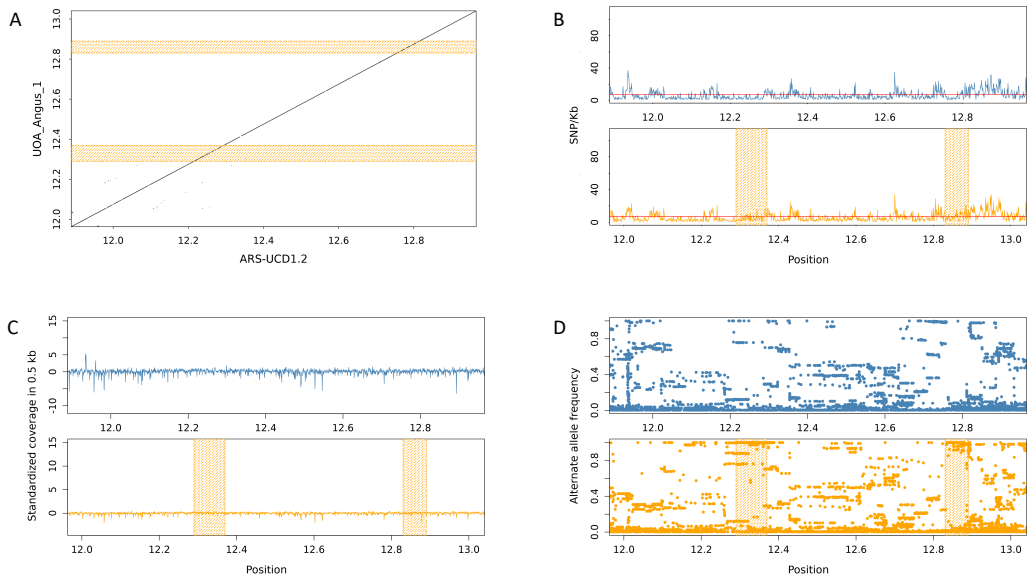 A
UOA_Angus_1
12.0 12.2 12.4 12.6 12.8 13.0
12.0 12.2 12.4 12.6 12.8
ARS-UCD1.2
B
SNP/Kb
0 40 80
12.0 12.2 12.4 12.6 12.8
0 40 80
12.0 12.2 12.4 12.6 12.8 13.0
Position
C
Standardized coverage in 0.5 kb
15
5
0
-10
12.0 12.2 12.4 12.6 12.8
15
10
5
0
12.0 12.2 12.4 12.6 12.8 13.0
Position
D
Alternate allele frequency
0.0 0.4 0.8
12.0 12.2 12.4 12.6 12.8
0.0 0.4 0.8
12.0 12.2 12.4 12.6 12.8 13.0
Position